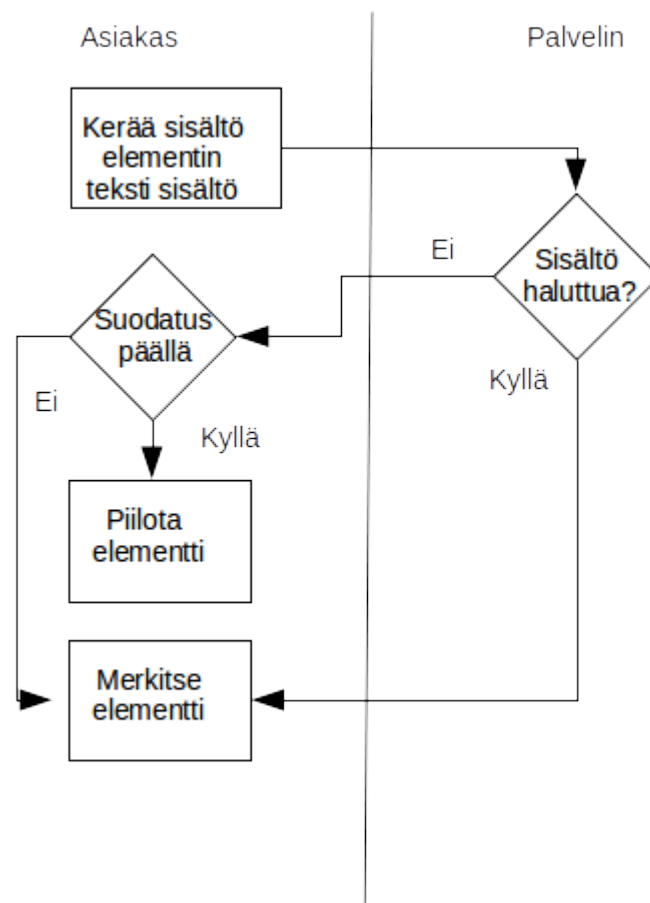 Asiakas
Palvelin
Kerää sisältö
elementin
teksti sisältö
Ei
Sisältö
haluttua?
Suodatus
päällä
Kyllä
Ei
Kyllä
Piilota
elementti
Merkitse
elementti